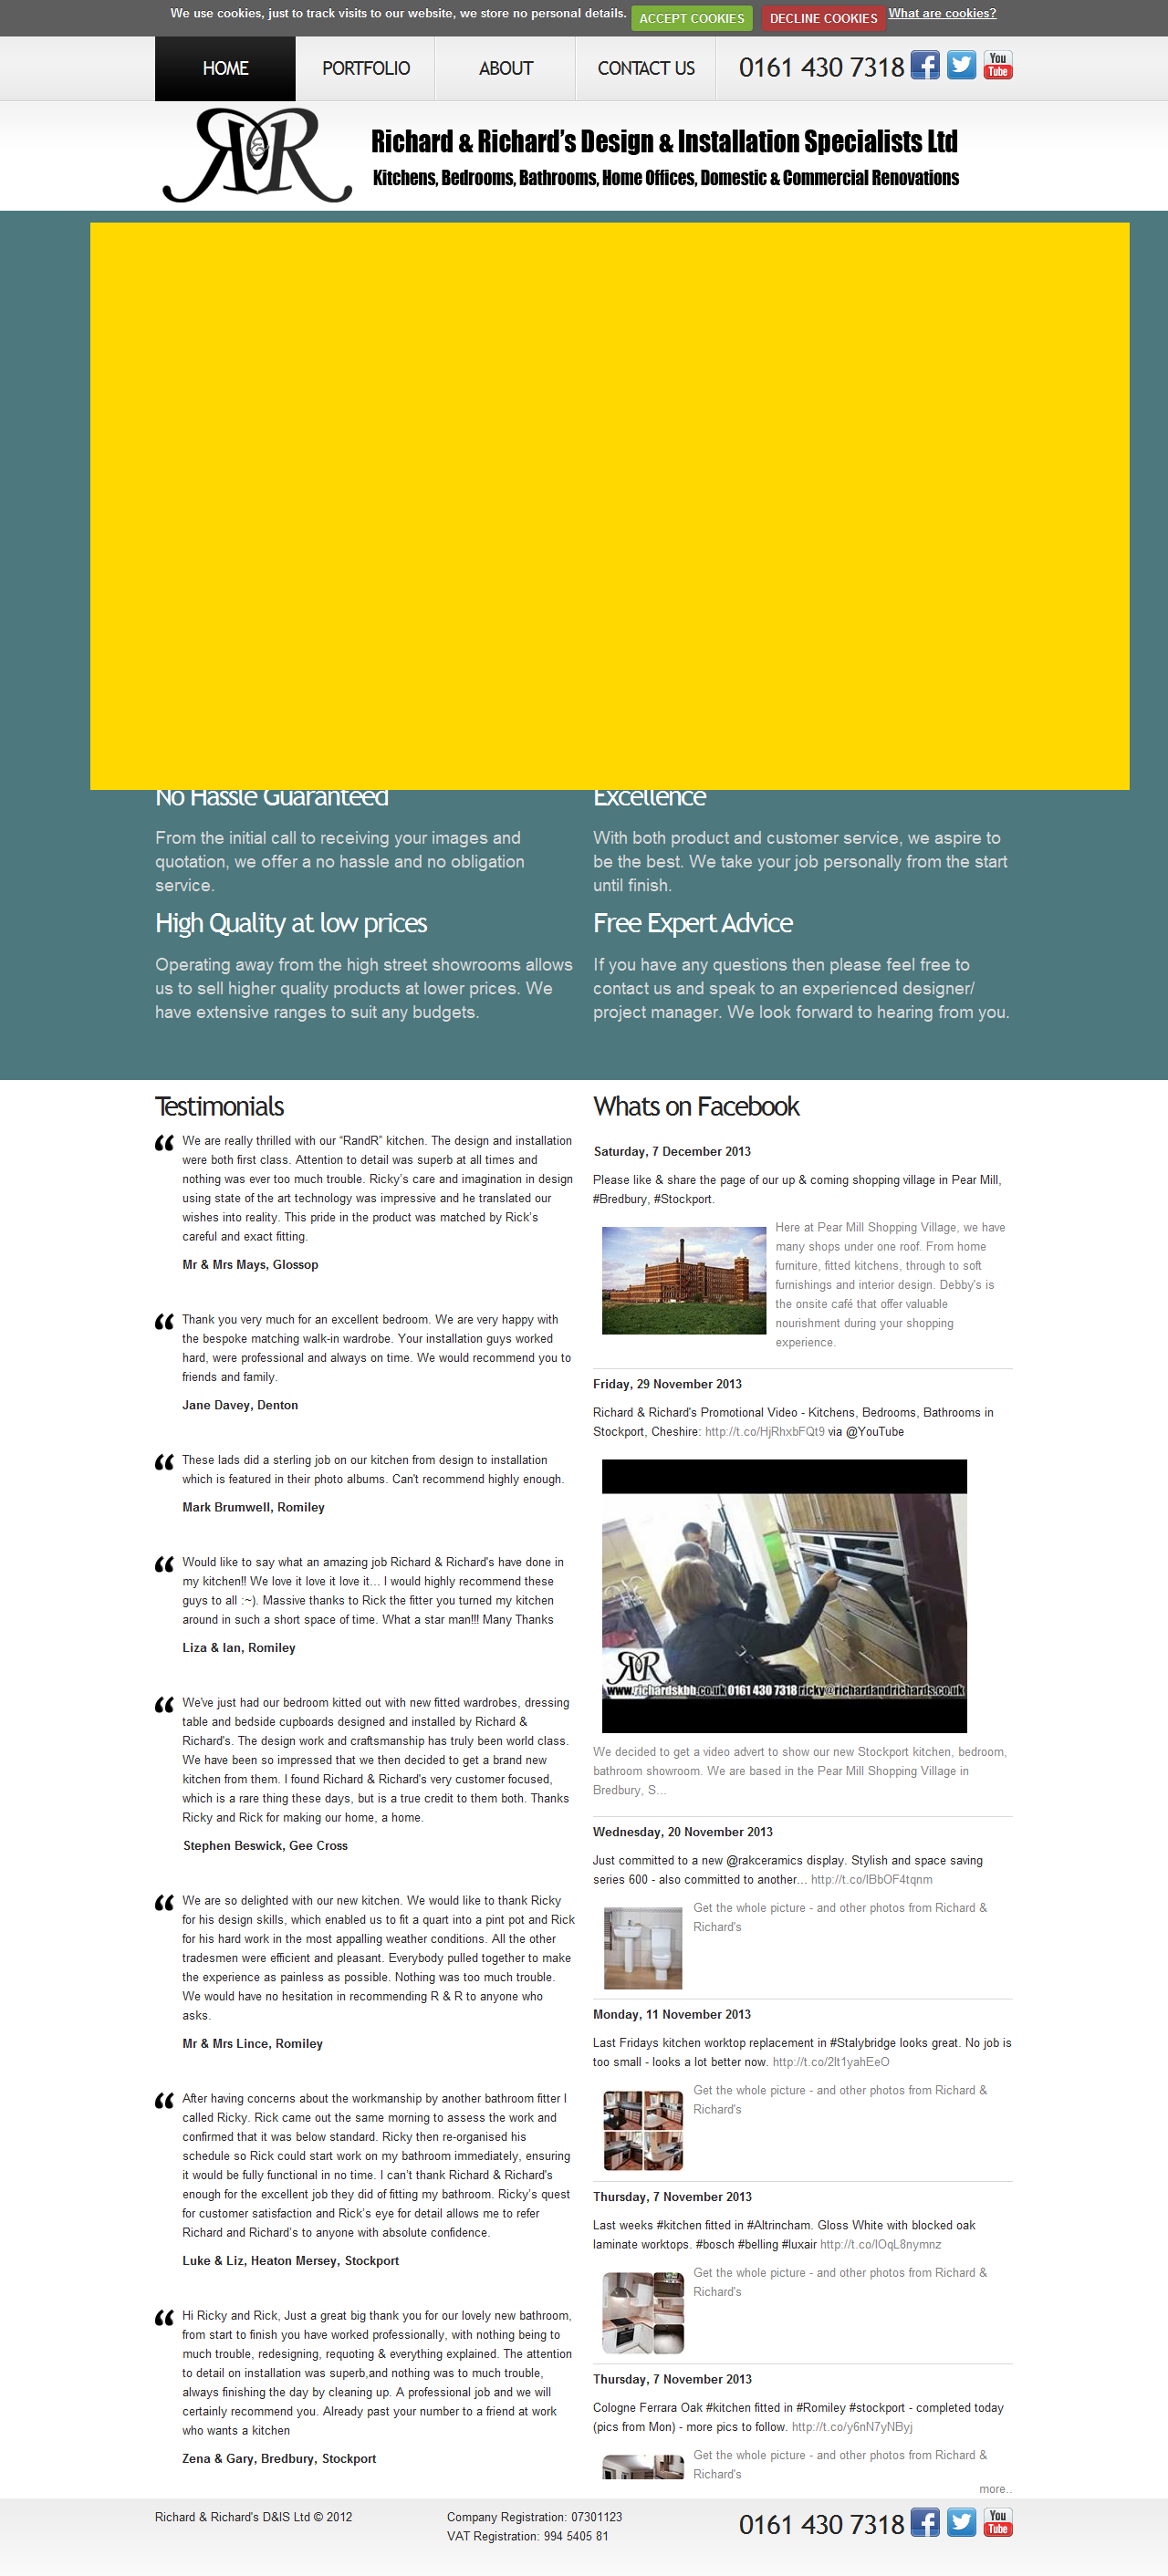 We use cookies, just to track visits to our website, we store no personal details. ACCEPT COOKIES DECLINE COOKIES What are cookies?
HOME PORTFOLIO ABOUT CONTACT US 0161 430 7318 You Tube
R&R
Richard & Richard's Design & Installation Specialists Ltd
Kitchens, Bedrooms, Bathrooms, Home Offices, Domestic & Commercial Renovations
No Hassle Guaranteed
From the initial call to receiving your images and
quotation, we offer a no hassle and no obligation
service.
Excellence
With both product and customer service, we aspire to
be the best. We take your job personally from the start
until finish.
High Quality at low prices
Operating away from the high street showrooms allows
us to sell higher quality products at lower prices. We
have extensive ranges to suit any budgets.
Free Expert Advice
If you have any questions then please feel free to
contact us and speak to an experienced designer/
project manager. We look forward to hearing from you.
Testimonials
We are really thrilled with our “RandR” kitchen. The design and installation
were both first class. Attention to detail was superb at all times and
nothing was ever too much trouble. Ricky’s care and imagination in design
using state of the art technology was impressive and he translated our
wishes into reality. This pride in the product was matched by Rick’s
careful and exact fitting.
Mr & Mrs Mays, Glossop
Thank you very much for an excellent bedroom. We are very happy with
the bespoke matching walk-in wardrobe. Your installation guys worked
hard, were professional and always on time. We would recommend you to
friends and family.
Jane Davey, Denton
These lads did a sterling job on our kitchen from design to installation
which is featured in their photo albums. Can't recommend highly enough.
Mark Brumwell, Romiley
Would like to say what an amazing job Richard & Richard's have done in
my kitchen!! We love it love it love it... I would highly recommend these
guys to all :~). Massive thanks to Rick the fitter you turned my kitchen
around in such a short space of time. What a star man!!! Many Thanks
Liza & Ian, Romiley
We've just had our bedroom kitted out with new fitted wardrobes, dressing
table and bedside cupboards designed and installed by Richard &
Richard's. The design work and craftsmanship has truly been world class.
We have been so impressed that we then decided to get a brand new
kitchen from them. I found Richard & Richard's very customer focused,
which is a rare thing these days, but is a true credit to them both. Thanks
Ricky and Rick for making our home, a home.
Stephen Beswick, Gee Cross
We are so delighted with our new kitchen. We would like to thank Ricky
for his design skills, which enabled us to fit a quart into a pint pot and Rick
for his hard work in the most appalling weather conditions. All the other
tradesmen were efficient and pleasant. Everybody pulled together to make
the experience as painless as possible. Nothing was too much trouble.
We would have no hesitation in recommending R & R to anyone who
asks.
Mr & Mrs Lince, Romiley
After having concerns about the workmanship by another bathroom fitter I
called Ricky. Rick came out the same morning to assess the work and
confirmed that it was below standard. Ricky then re-organised his
schedule so Rick could start work on my bathroom immediately, ensuring
it would be fully functional in no time. I can’t thank Richard & Richard's
enough for the excellent job they did of fitting my bathroom. Ricky’s quest
for customer satisfaction and Rick’s eye for detail allows me to refer
Richard and Richard’s to anyone with absolute confidence.
Luke & Liz, Heaton Mersey, Stockport
Hi Ricky and Rick, Just a great big thank you for our lovely new bathroom,
from start to finish you have worked professionally, with nothing being to
much trouble, redesigning, requoting & everything explained. The attention
to detail on installation was superb,and nothing was to much trouble,
always finishing the day by cleaning up. A professional job and we will
certainly recommend you. Already past your number to a friend at work
who wants a kitchen
Zena & Gary, Bredbury, Stockport
Whats on Facebook
Saturday, 7 December 2013
Please like & share the page of our up & coming shopping village in Pear Mill,
#Bredbury, #Stockport.
Here at Pear Mill Shopping Village, we have
many shops under one roof. From home
furniture, fitted kitchens, through to soft
furnishings and interior design. Debby's is
the onsite café that offer valuable
nourishment during your shopping
experience.
Friday, 29 November 2013
Richard & Richard's Promotional Video - Kitchens, Bedrooms, Bathrooms in
Stockport, Cheshire: http://t.co/HjRhxbFQt9 via @YouTube
R&R
www.richardskbb.co.uk 0161 430 7318 ricky@richardandrichards.co.uk
We decided to get a video advert to show our new Stockport kitchen, bedroom,
bathroom showroom. We are based in the Pear Mill Shopping Village in
Bredbury, S...
Wednesday, 20 November 2013
Just committed to a new @rakceramics display. Stylish and space saving
series 600 - also committed to another... http://t.co/lBbOF4tqnm
Get the whole picture - and other photos from Richard &
Richard's
Monday, 11 November 2013
Last Fridays kitchen worktop replacement in #Stalybridge looks great. No job is
too small - looks a lot better now. http://t.co/2lt1yahEeO
Get the whole picture - and other photos from Richard &
Richard's
Thursday, 7 November 2013
Last weeks #kitchen fitted in #Altrincham. Gloss White with blocked oak
laminate worktops. #bosch #belling #luxair http://t.co/lOqL8nymnz
Get the whole picture - and other photos from Richard &
Richard's
Thursday, 7 November 2013
Cologne Ferrara Oak #kitchen fitted in #Romiley #stockport - completed today
(pics from Mon) - more pics to follow. http://t.co/y6nN7yNByj
Get the whole picture - and other photos from Richard &
Richard's
more..
Richard & Richard's D&IS Ltd © 2012
Company Registration: 07301123
VAT Registration: 994 5405 81
0161 430 7318 You Tube